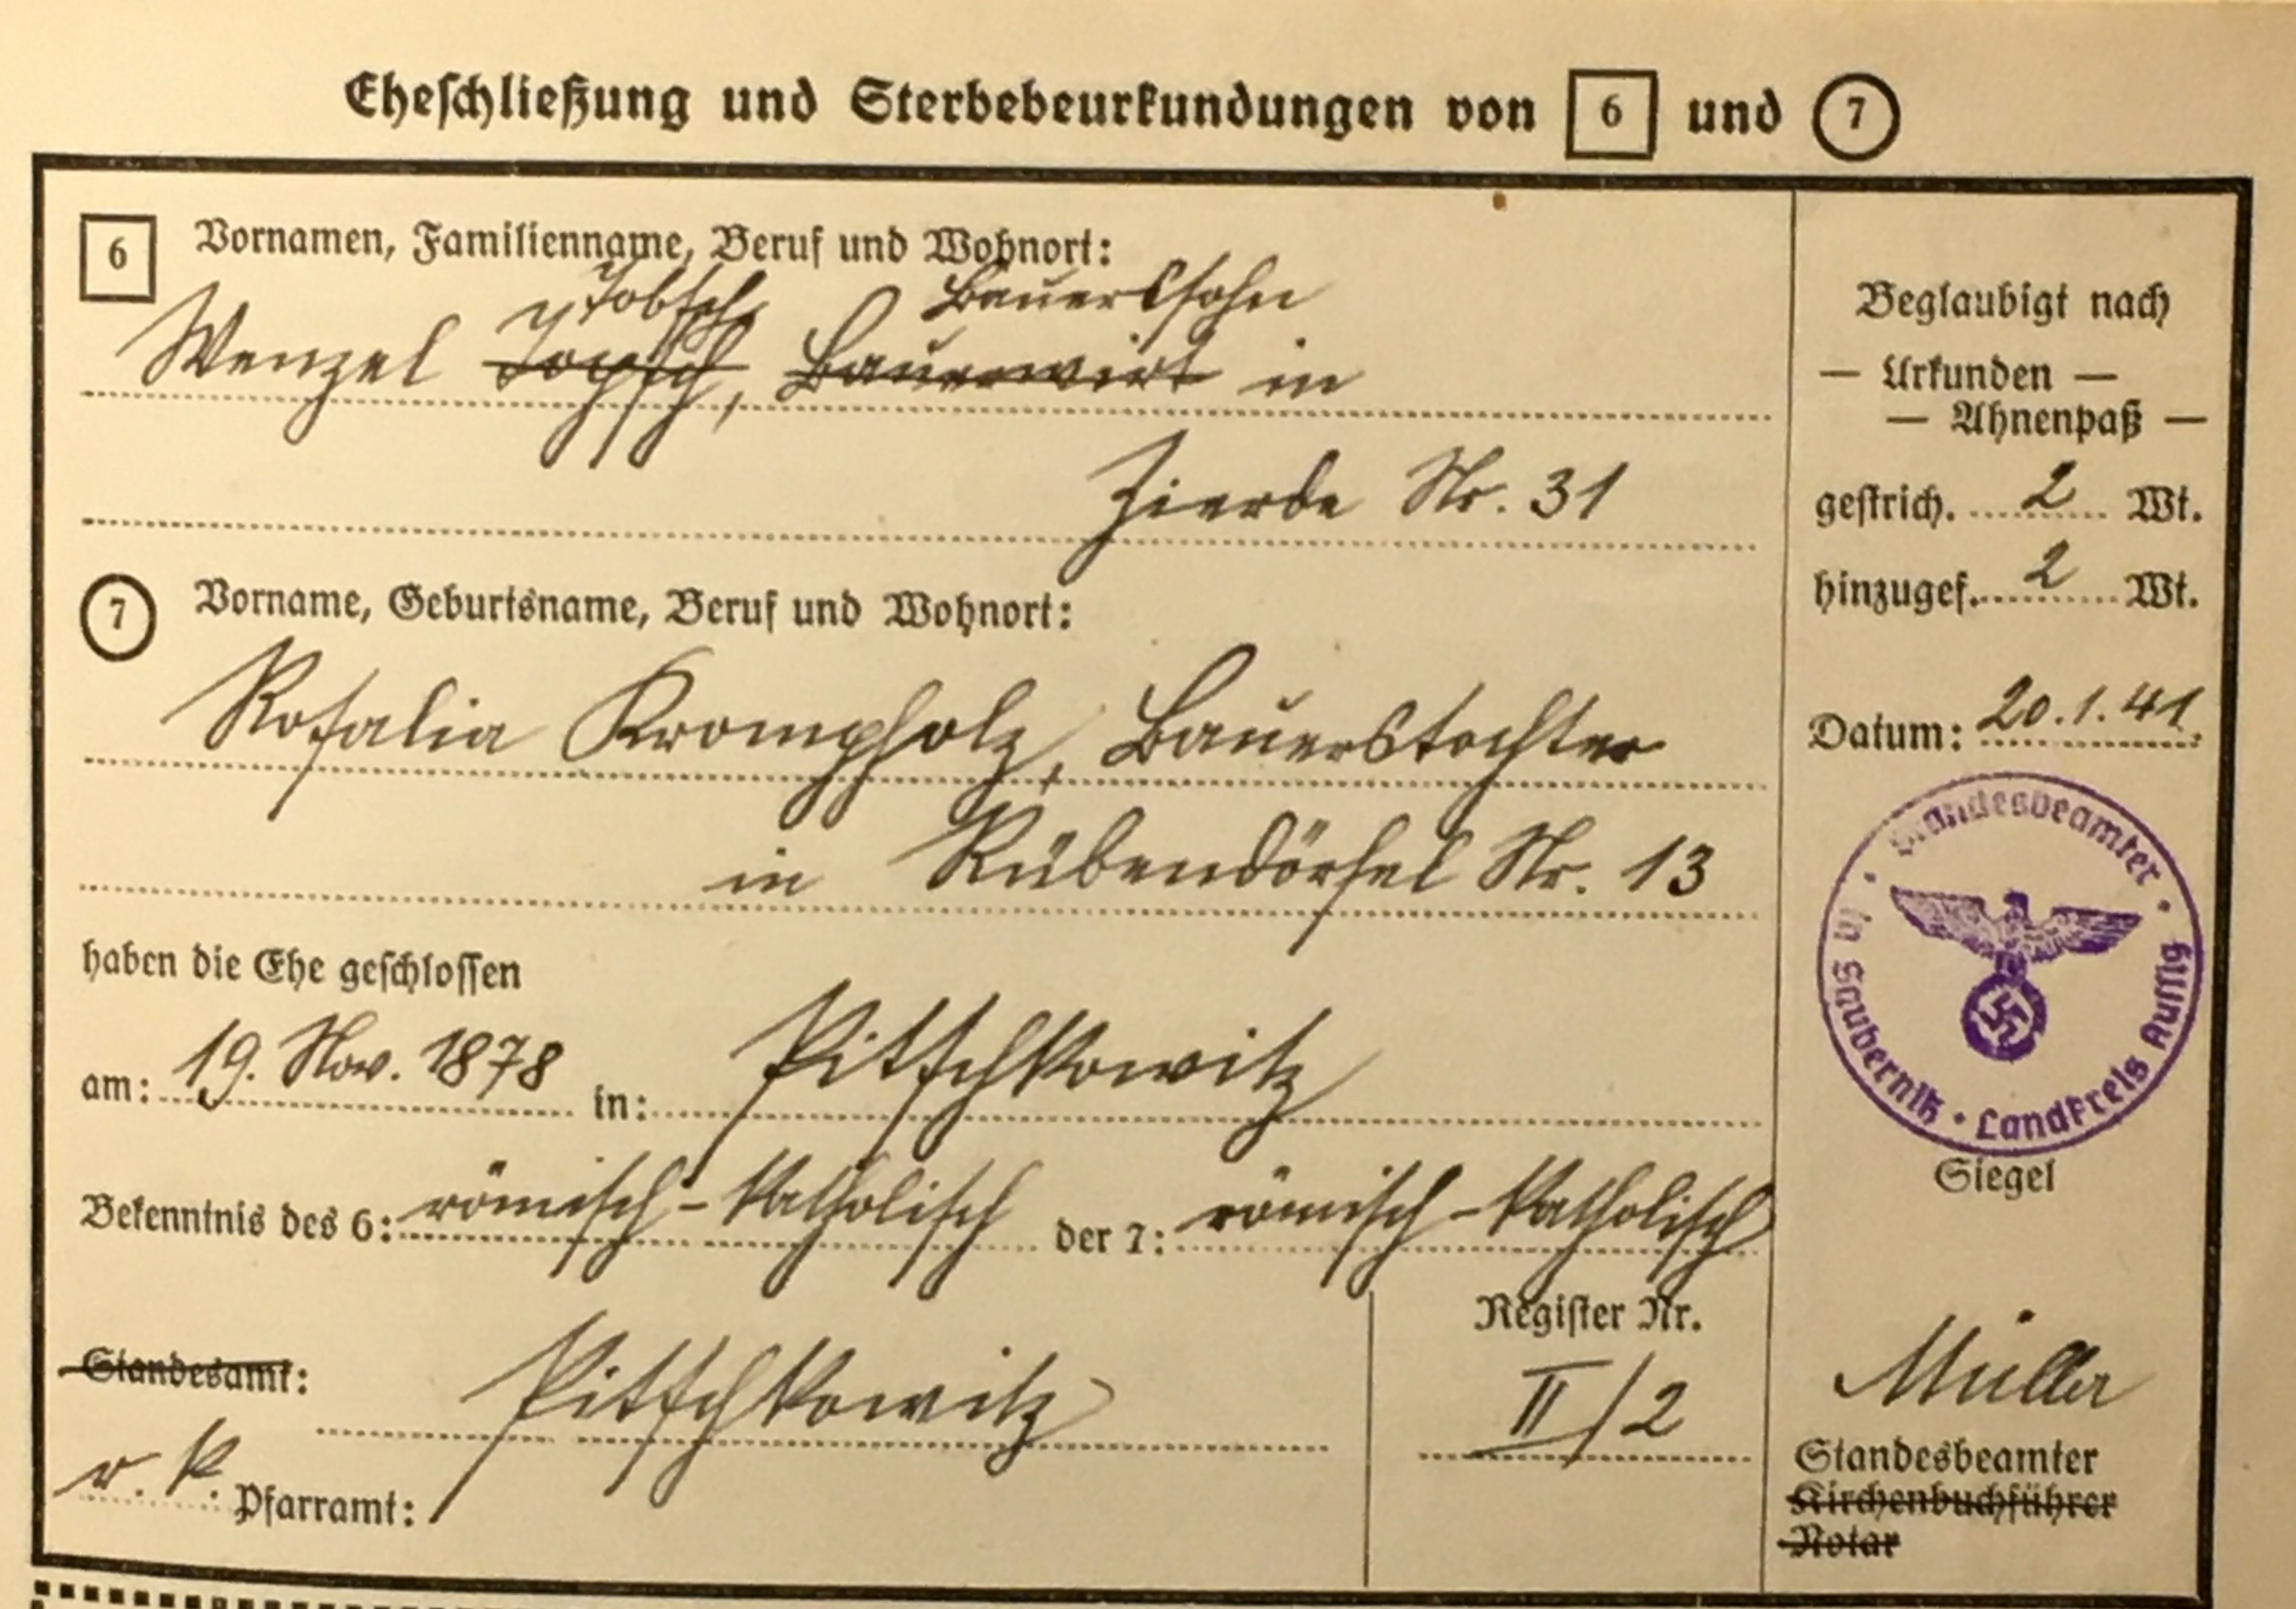 Eheschließung und Sterbebeurkundungen von 6 und 7
6 Vornamen, Familienname, Beruf und Wohnort:
Jobsch Bauerssohn
Wenzel Jopsch, Bauerwirt in
Zierde Nr. 31
7 Vorname, Geburtsname, Beruf und Wohnort:
Rosalia Krompholz, Bauerstochter
in Rübendörfel Nr. 13
haben die Ehe geschlossen
am: 19. Nov. 1878 in: Pitschkowitz
Bekenntnis des 6: römisch-katholisch der 7: römisch-katholisch
Standesamt: Pitschkowitz
r. k. Pfarramt:
Register Nr.
II/2
Beglaubigt nach
— Urkunden —
— Ahnenpaß —
gestrich. 2 Wt.
hinzugef. 2 Wt.
Datum: 20.1.41.
Standesbeamter • in Saubernitz • Landkreis Aussig
Siegel
Müller
Standesbeamter
Kirchenbuchführer
Notar